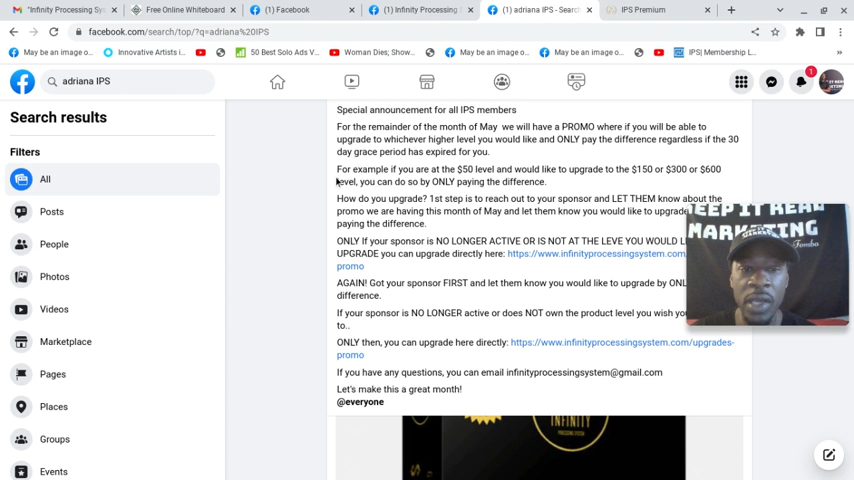 "Infinity Processing Sy
Free Online Whiteboard
(1) Facebook
(1) Infinity Processing
(1) adriana IPS - Search
IPS Premium
facebook.com/search/top/?q=adriana%20IPS
May be an image o...
Innovative Artists i...
50 Best Solo Ads V...
Woman Dies; Show...
May be an image o...
May be an image o...
IPS| Membership L...
adriana IPS
1
Search results
Filters
All
Posts
People
Photos
Videos
Marketplace
Pages
Places
Groups
Events
Special announcement for all IPS members
For the remainder of the month of May we will have a PROMO where if you will be able to
upgrade to whichever higher level you would like and ONLY pay the difference regardless if the 30
day grace period has expired for you.
For example if you are at the $50 level and would like to upgrade to the $150 or $300 or $600
level, you can do so by ONLY paying the difference.
How do you upgrade? 1st step is to reach out to your sponsor and LET THEM know about the
promo we are having this month of May and let them know you would like to upgrade
paying the difference.
ONLY If your sponsor is NO LONGER ACTIVE OR IS NOT AT THE LEVE YOU WOULD LI
UPGRADE you can upgrade directly here: https://www.infinityprocessingsystem.com/
promo
AGAIN! Got your sponsor FIRST and let them know you would like to upgrade by ONL
difference.
If your sponsor is NO LONGER active or does NOT own the product level you wish you
to..
ONLY then, you can upgrade here directly: https://www.infinityprocessingsystem.com/upgrades-
promo
If you have any questions, you can email infinityprocessingsystem@gmail.com
Let's make this a great month!
@everyone
KEEP IT REAL
MARKETING
INFINITY
PROCESSING SYSTEM